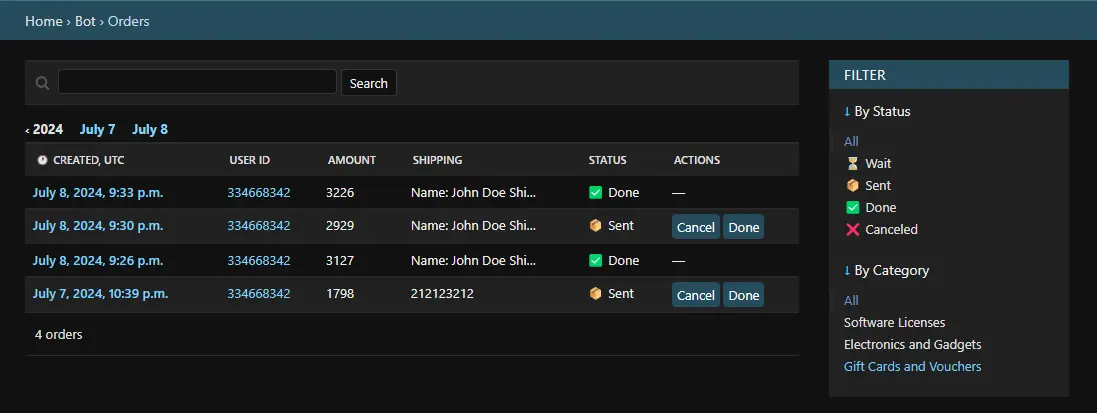 Home › Bot › Orders
Search
‹ 2024 July 7 July 8
CREATED, UTC USER ID AMOUNT SHIPPING STATUS ACTIONS
July 8, 2024, 9:33 p.m. 334668342 3226 Name: John Doe Shi... Done —
July 8, 2024, 9:30 p.m. 334668342 2929 Name: John Doe Shi... Sent Cancel Done
July 8, 2024, 9:26 p.m. 334668342 3127 Name: John Doe Shi... Done —
July 7, 2024, 10:39 p.m. 334668342 1798 212123212 Sent Cancel Done
4 orders
FILTER
↓ By Status
All
Wait
Sent
Done
Canceled
↓ By Category
All
Software Licenses
Electronics and Gadgets
Gift Cards and Vouchers